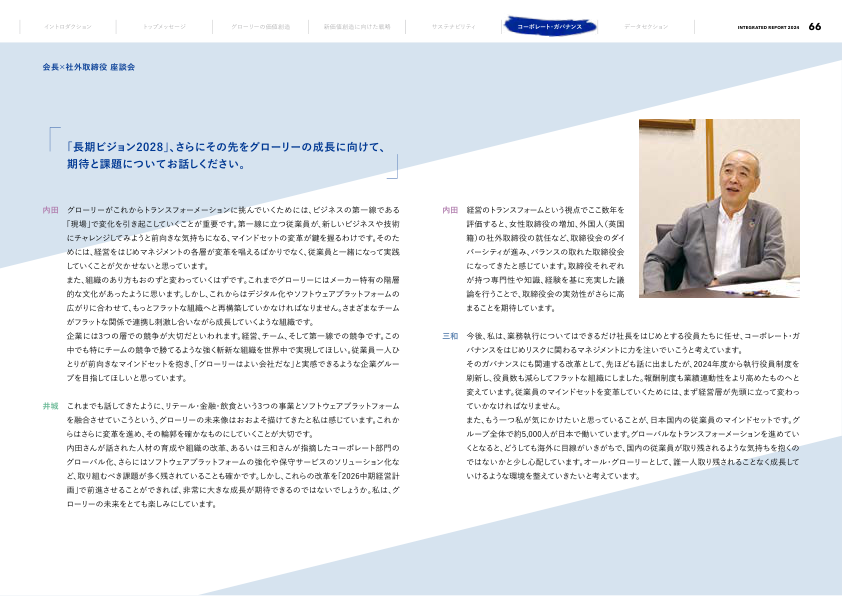 イントロダクション
トップメッセージ
グローリーの価値創造
新価値創造に向けた戦略
サステナビリティ
コーポレート・ガバナンス
データセクション
INTEGRATED REPORT 2024 66
会長×社外取締役 座談会
「長期ビジョン2028」、さらにその先をグローリーの成長に向けて、
期待と課題についてお話しください。
内田 グローリーがこれからトランスフォーメーションに挑んでいくためには、ビジネスの第一線である
「現場」で変化を引き起こしていくことが重要です。第一線に立つ従業員が、新しいビジネスや技術
にチャレンジしてみようと前向きな気持ちになる、マインドセットの変革が鍵を握るわけです。そのた
めには、経営をはじめマネジメントの各層が変革を唱えるばかりでなく、従業員と一緒になって実践
していくことが欠かせないと思っています。
また、組織のあり方もおのずと変わっていくはずです。これまでグローリーにはメーカー特有の階層
的な文化があったように思います。しかし、これからはデジタル化やソフトウェアプラットフォームの
広がりに合わせて、もっとフラットな組織へと再構築していかなければなりません。さまざまなチーム
がフラットな関係で連携し刺激し合いながら成長していくような組織です。
企業には3つの層での競争が大切だといわれます。経営、チーム、そして第一線での競争です。この
中でも特にチームの競争で勝てるような強く斬新な組織を世界中で実現してほしい。従業員一人ひ
とりが前向きなマインドセットを抱き、「グローリーはよい会社だな」と実感できるような企業グルー
プを目指してほしいと思っています。
井城 これまでも話してきたように、リテール・金融・飲食という3つの事業とソフトウェアプラットフォーム
を融合させていこうという、グローリーの未来像はおおよそ描けてきたと私は感じています。これか
らはさらに変革を進め、その輪郭を確かなものにしていくことが大切です。
内田さんが話された人材の育成や組織の改革、あるいは三和さんが指摘したコーポレート部門の
グローバル化、さらにはソフトウェアプラットフォームの強化や保守サービスのソリューション化な
ど、取り組むべき課題が多く残されていることも確かです。しかし、これらの改革を「2026中期経営計
画」で前進させることができれば、非常に大きな成長が期待できるのではないでしょうか。私は、グ
ローリーの未来をとても楽しみにしています。
内田 経営のトランスフォームという視点でここ数年を
評価すると、女性取締役の増加、外国人（英国
籍）の社外取締役の就任など、取締役会のダイ
バーシティが進み、バランスの取れた取締役会
になってきたと感じています。取締役それぞれ
が持つ専門性や知識、経験を基に充実した議
論を行うことで、取締役会の実効性がさらに高
まることを期待しています。
三和 今後、私は、業務執行についてはできるだけ社長をはじめとする役員たちに任せ、コーポレート・ガ
バナンスをはじめリスクに関わるマネジメントに力を注いでいこうと考えています。
そのガバナンスにも関連する改革として、先ほども話に出ましたが、2024年度から執行役員制度を
刷新し、役員数も減らしてフラットな組織にしました。報酬制度も業績連動性をより高めたものへと
変えています。従業員のマインドセットを変革していくためには、まず経営層が先頭に立って変わっ
ていかなければなりません。
また、もう一つ私が気にかけたいと思っていることが、日本国内の従業員のマインドセットです。グ
ループ全体で約5,000人が日本で働いています。グローバルなトランスフォーメーションを進めてい
くとなると、どうしても海外に目線がいきがちで、国内の従業員が取り残されるような気持ちを抱くの
ではないかと少し心配しています。オール・グローリーとして、誰一人取り残されることなく成長して
いけるような環境を整えていきたいと考えています。